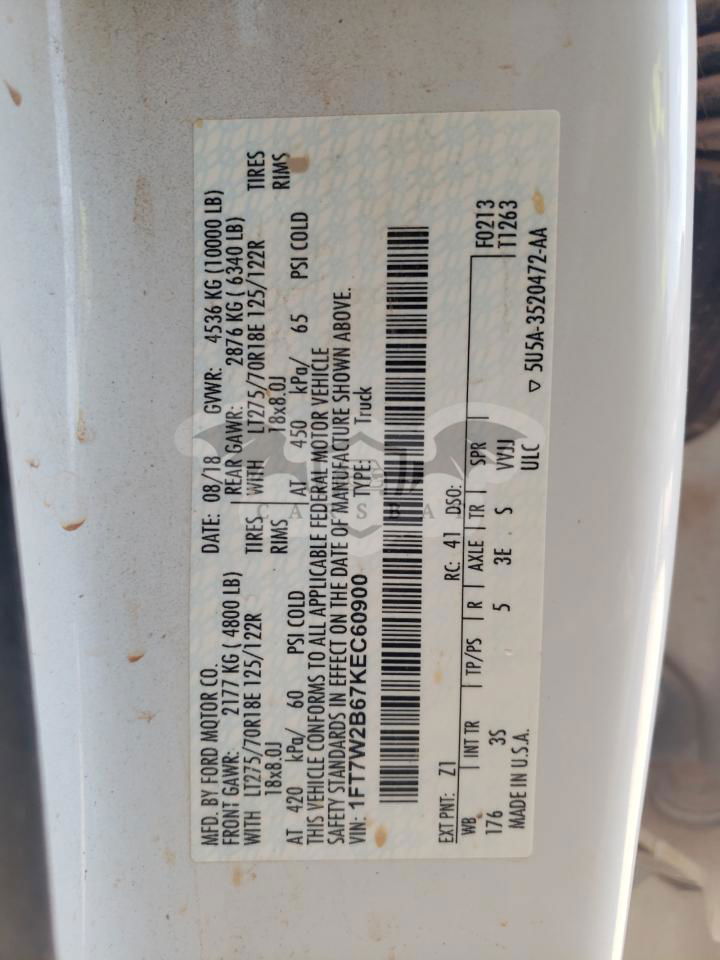 MFD. BY FORD MOTOR CO.
DATE: 08/18 GVWR: 4536 KG (10000 LB)
FRONT GAWR: 2177 KG ( 4800 LB)
REAR GAWR: 2876 KG ( 6340 LB)
WITH LT275/70R18E 125/122R TIRES
WITH LT275/70R18E 125/122R TIRES
18x8.0J RIMS
18x8.0J RIMS
AT 420 kPa/ 60 PSI COLD
AT 450 kPa/ 65 PSI COLD
THIS VEHICLE CONFORMS TO ALL APPLICABLE FEDERAL MOTOR VEHICLE
SAFETY STANDARDS IN EFFECT ON THE DATE OF MANUFACTURE SHOWN ABOVE.
VIN: 1FT7W2B67KEC60900 TYPE: Truck
EXT PNT: Z1 RC: 41 DSO:
WB INT TR TP/PS R AXLE TR SPR F0213
176 3S 5 3E S VVJJ T1263
MADE IN U.S.A. ULC
▽ 5U5A-3520472-AA